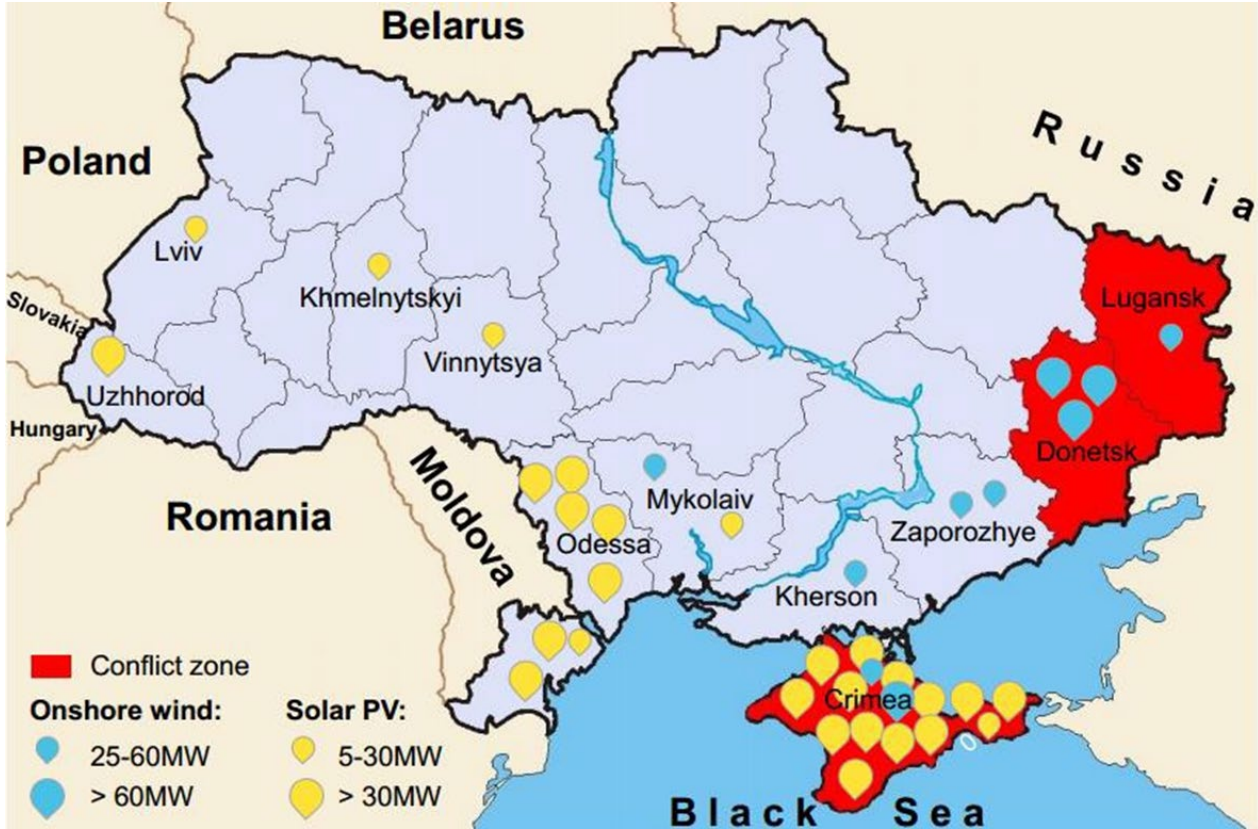 Belarus
Poland
Russia
Lviv
Khmelnytskyi
Lugansk
Slovakia
Vinnytsya
Uzhhorod
Hungary
Donetsk
Moldova
Mykolaiv
Romania
Odessa
Zaporozhye
Kherson
Crimea
Conflict zone
Onshore wind:
Solar PV:
25-60MW
5-30MW
> 60MW
> 30MW
0
Black Sea